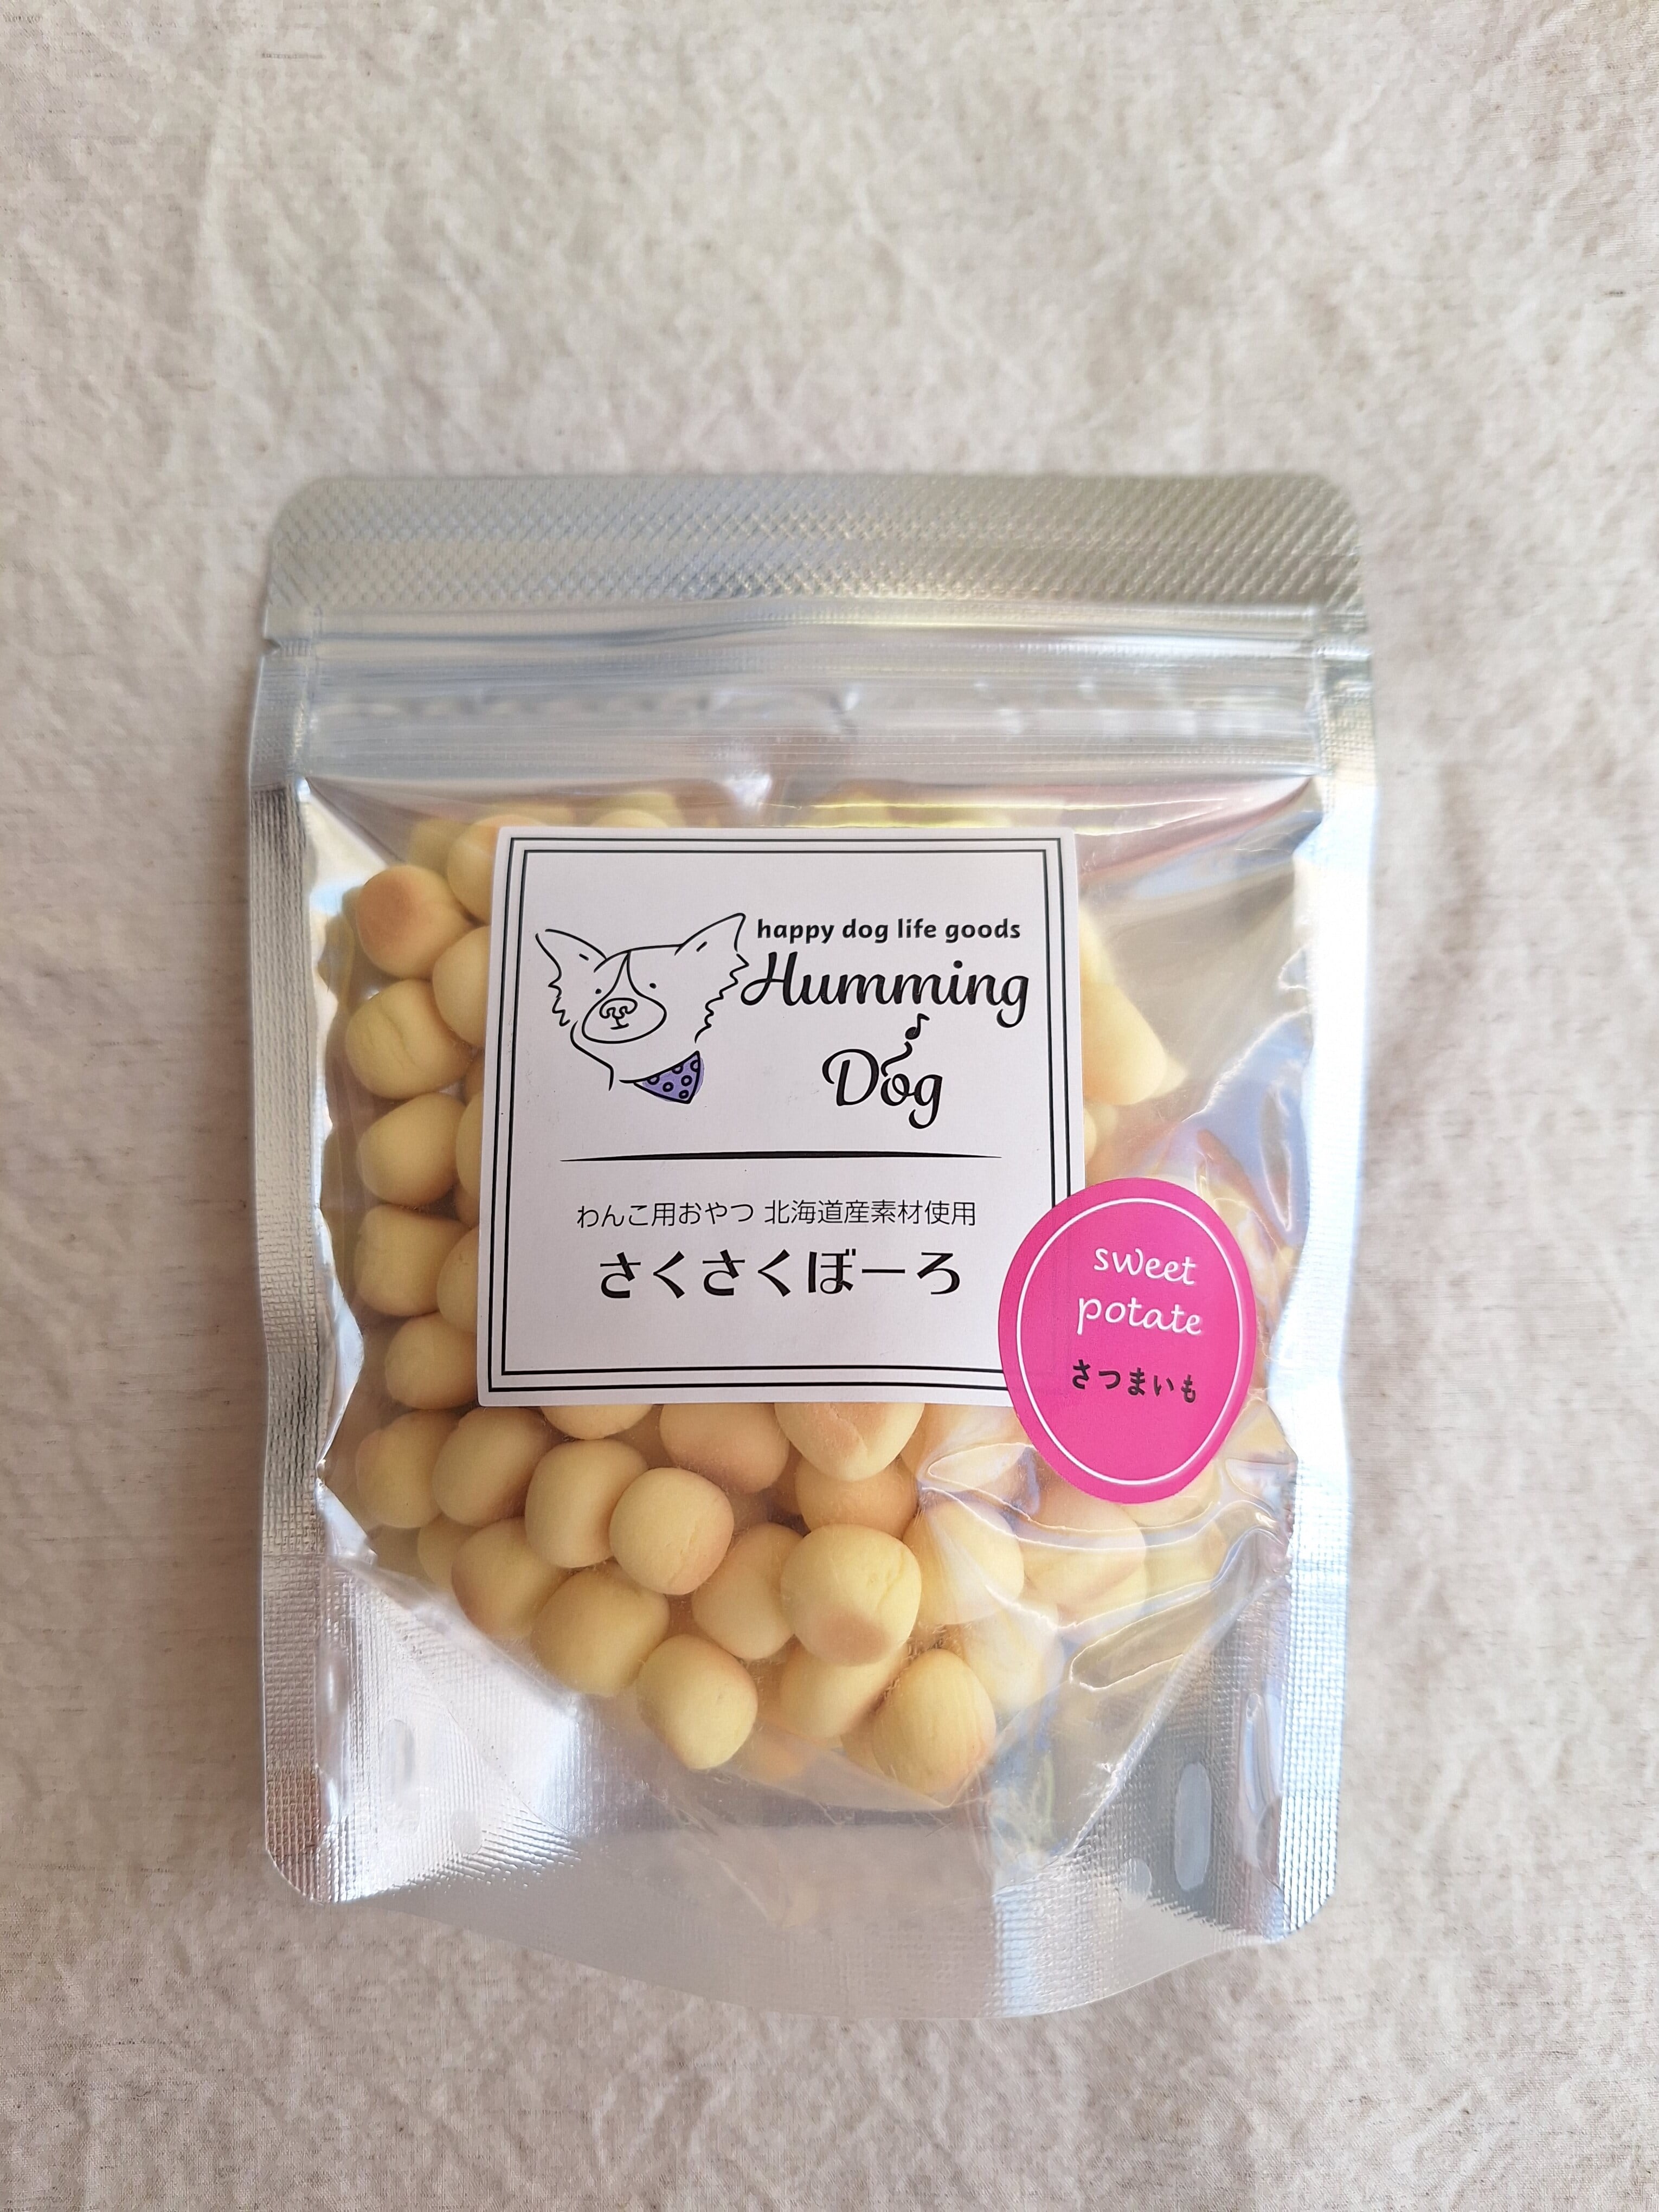 happy dog life goods
Humming
Dog
わんこ用おやつ 北海道産素材使用
さくさくぼーろ
sweet
potate
さつまいも